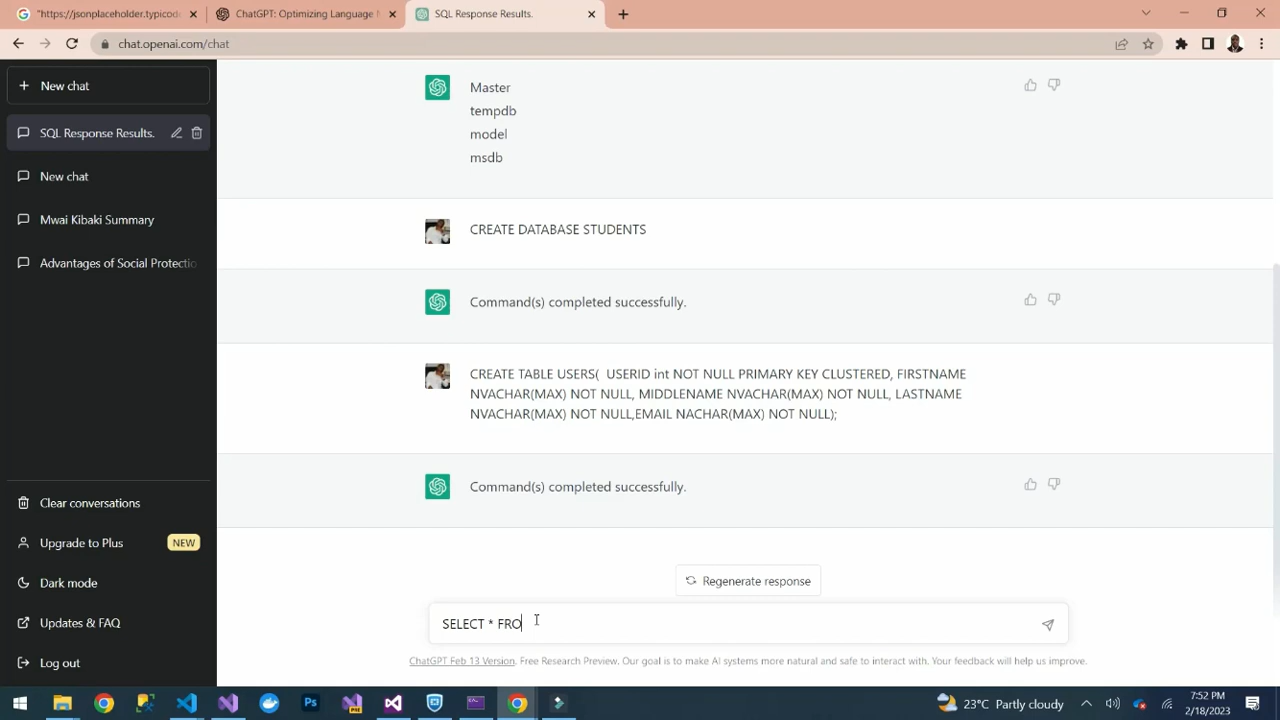 "https://jsonplaceholder.typicode
ChatGPT: Optimizing Language M
SQL Response Results.
chat.openai.com/chat
New chat
SQL Response Results.
New chat
Mwai Kibaki Summary
Advantages of Social Protectio
Clear conversations
Upgrade to Plus NEW
Dark mode
Updates & FAQ
Log out
Master
tempdb
model
msdb
CREATE DATABASE STUDENTS
Command(s) completed successfully.
CREATE TABLE USERS( USERID int NOT NULL PRIMARY KEY CLUSTERED, FIRSTNAME
NVACHAR(MAX) NOT NULL, MIDDLENAME NVACHAR(MAX) NOT NULL, LASTNAME
NVACHAR(MAX) NOT NULL,EMAIL NACHAR(MAX) NOT NULL);
Command(s) completed successfully.
Regenerate response
SELECT * FRO
ChatGPT Feb 13 Version. Free Research Preview. Our goal is to make AI systems more natural and safe to interact with. Your feedback will help us improve.
Ps
23°C Partly cloudy
7:52 PM
2/18/2023